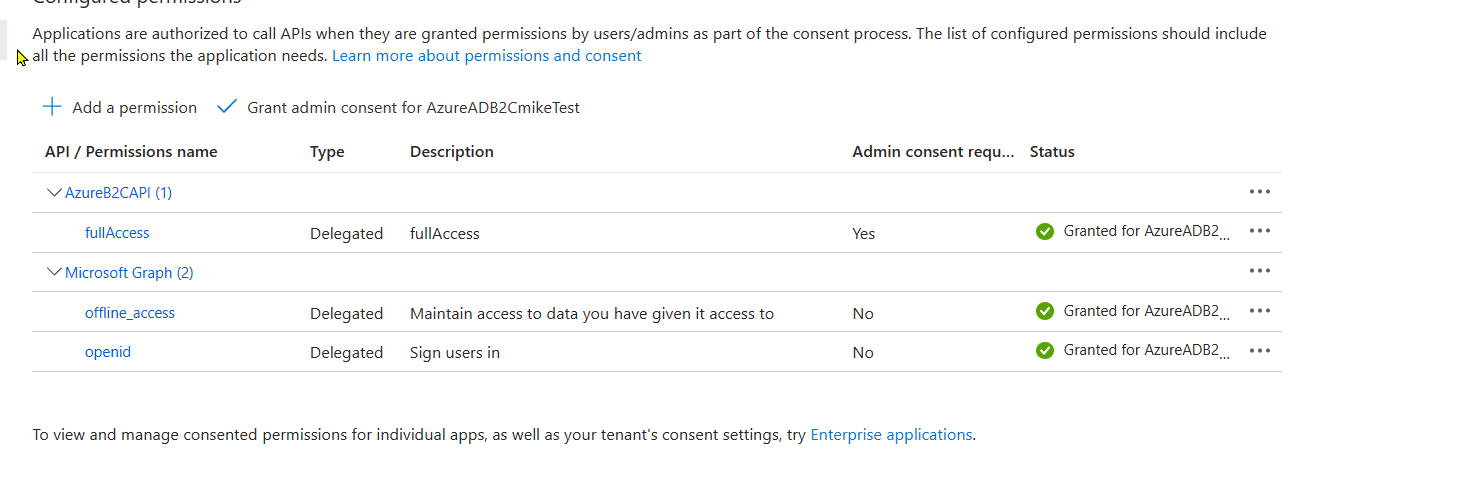 Configured permissions
Applications are authorized to call APIs when they are granted permissions by users/admins as part of the consent process. The list of configured permissions should include
all the permissions the application needs. Learn more about permissions and consent
Add a permission Grant admin consent for AzureADB2CmikeTest
API / Permissions name Type Description Admin consent requ... Status
AzureB2CAPI (1)
fullAccess Delegated fullAccess Yes Granted for AzureADB2...
Microsoft Graph (2)
offline_access Delegated Maintain access to data you have given it access to No Granted for AzureADB2...
openid Delegated Sign users in No Granted for AzureADB2...
To view and manage consented permissions for individual apps, as well as your tenant's consent settings, try Enterprise applications.